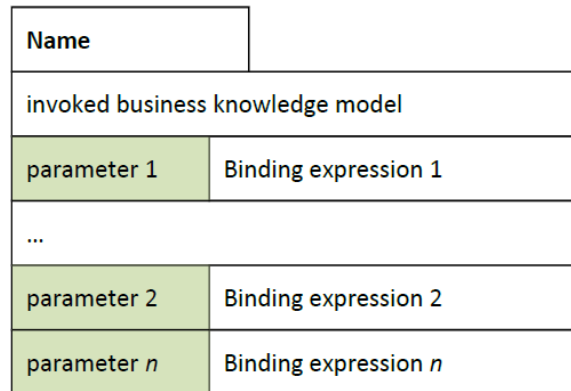 Name
invoked business knowledge model
parameter 1 Binding expression 1
...
parameter 2 Binding expression 2
parameter n Binding expression n